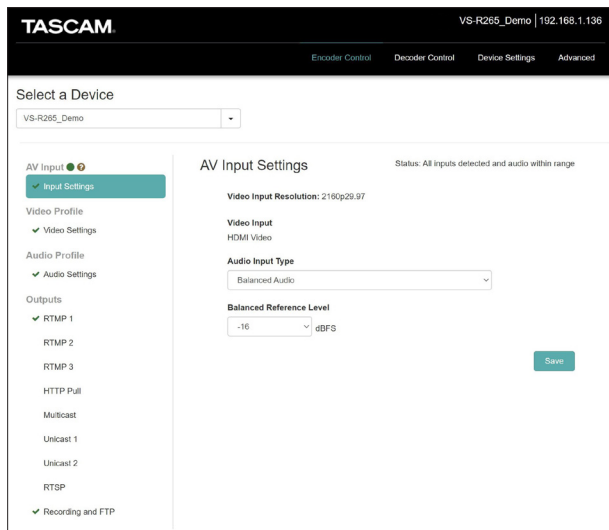 TASCAM.
VS-R265_Demo | 192.168.1.136
Encoder Control Decoder Control Device Settings Advanced
Select a Device
VS-R265_Demo
AV Input
Input Settings
Video Profile
Video Settings
Audio Profile
Audio Settings
Outputs
RTMP 1
RTMP 2
RTMP 3
HTTP Pull
Multicast
Unicast 1
Unicast 2
RTSP
Recording and FTP
AV Input Settings
Status: All inputs detected and audio within range
Video Input Resolution: 2160p29.97
Video Input
HDMI Video
Audio Input Type
Balanced Audio
Balanced Reference Level
-16 dBFS
Save